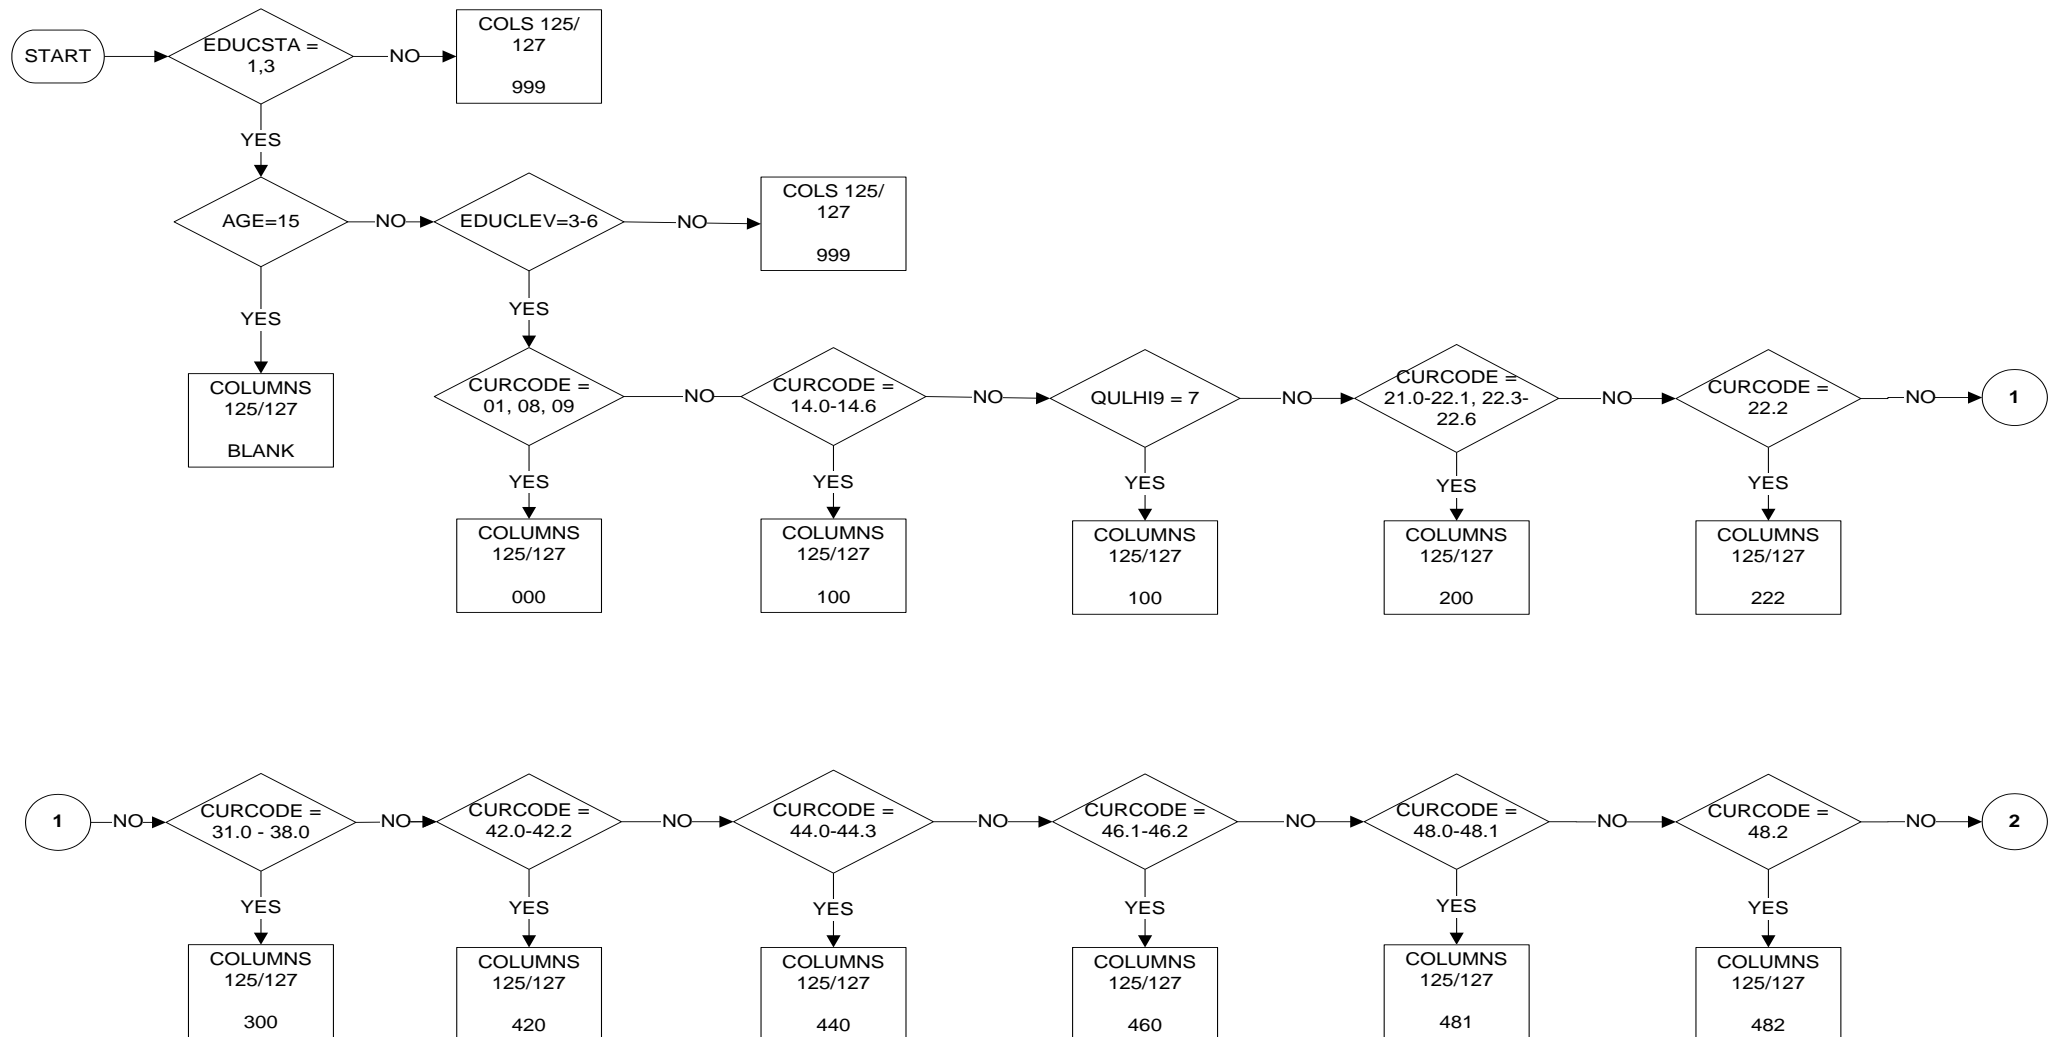 START
EDUCSTA =
1,3
NO
COLS 125/
127
999
YES
AGE=15
NO
EDUCLEV=3-6
NO
COLS 125/
127
999
YES
COLUMNS
125/127
BLANK
YES
CURCODE =
01, 08, 09
NO
CURCODE =
14.0-14.6
NO
QULHI9 = 7
NO
CURCODE =
21.0-22.1, 22.3-
22.6
NO
CURCODE =
22.2
NO
1
YES
COLUMNS
125/127
000
YES
COLUMNS
125/127
100
YES
COLUMNS
125/127
100
YES
COLUMNS
125/127
200
YES
COLUMNS
125/127
222
1
NO
CURCODE =
31.0 - 38.0
NO
CURCODE =
42.0-42.2
NO
CURCODE =
44.0-44.3
NO
CURCODE =
46.1-46.2
NO
CURCODE =
48.0-48.1
NO
CURCODE =
48.2
NO
2
YES
COLUMNS
125/127
300
YES
COLUMNS
125/127
420
YES
COLUMNS
125/127
440
YES
COLUMNS
125/127
460
YES
COLUMNS
125/127
481
YES
COLUMNS
125/127
482